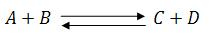 A + B ⇌ C + D